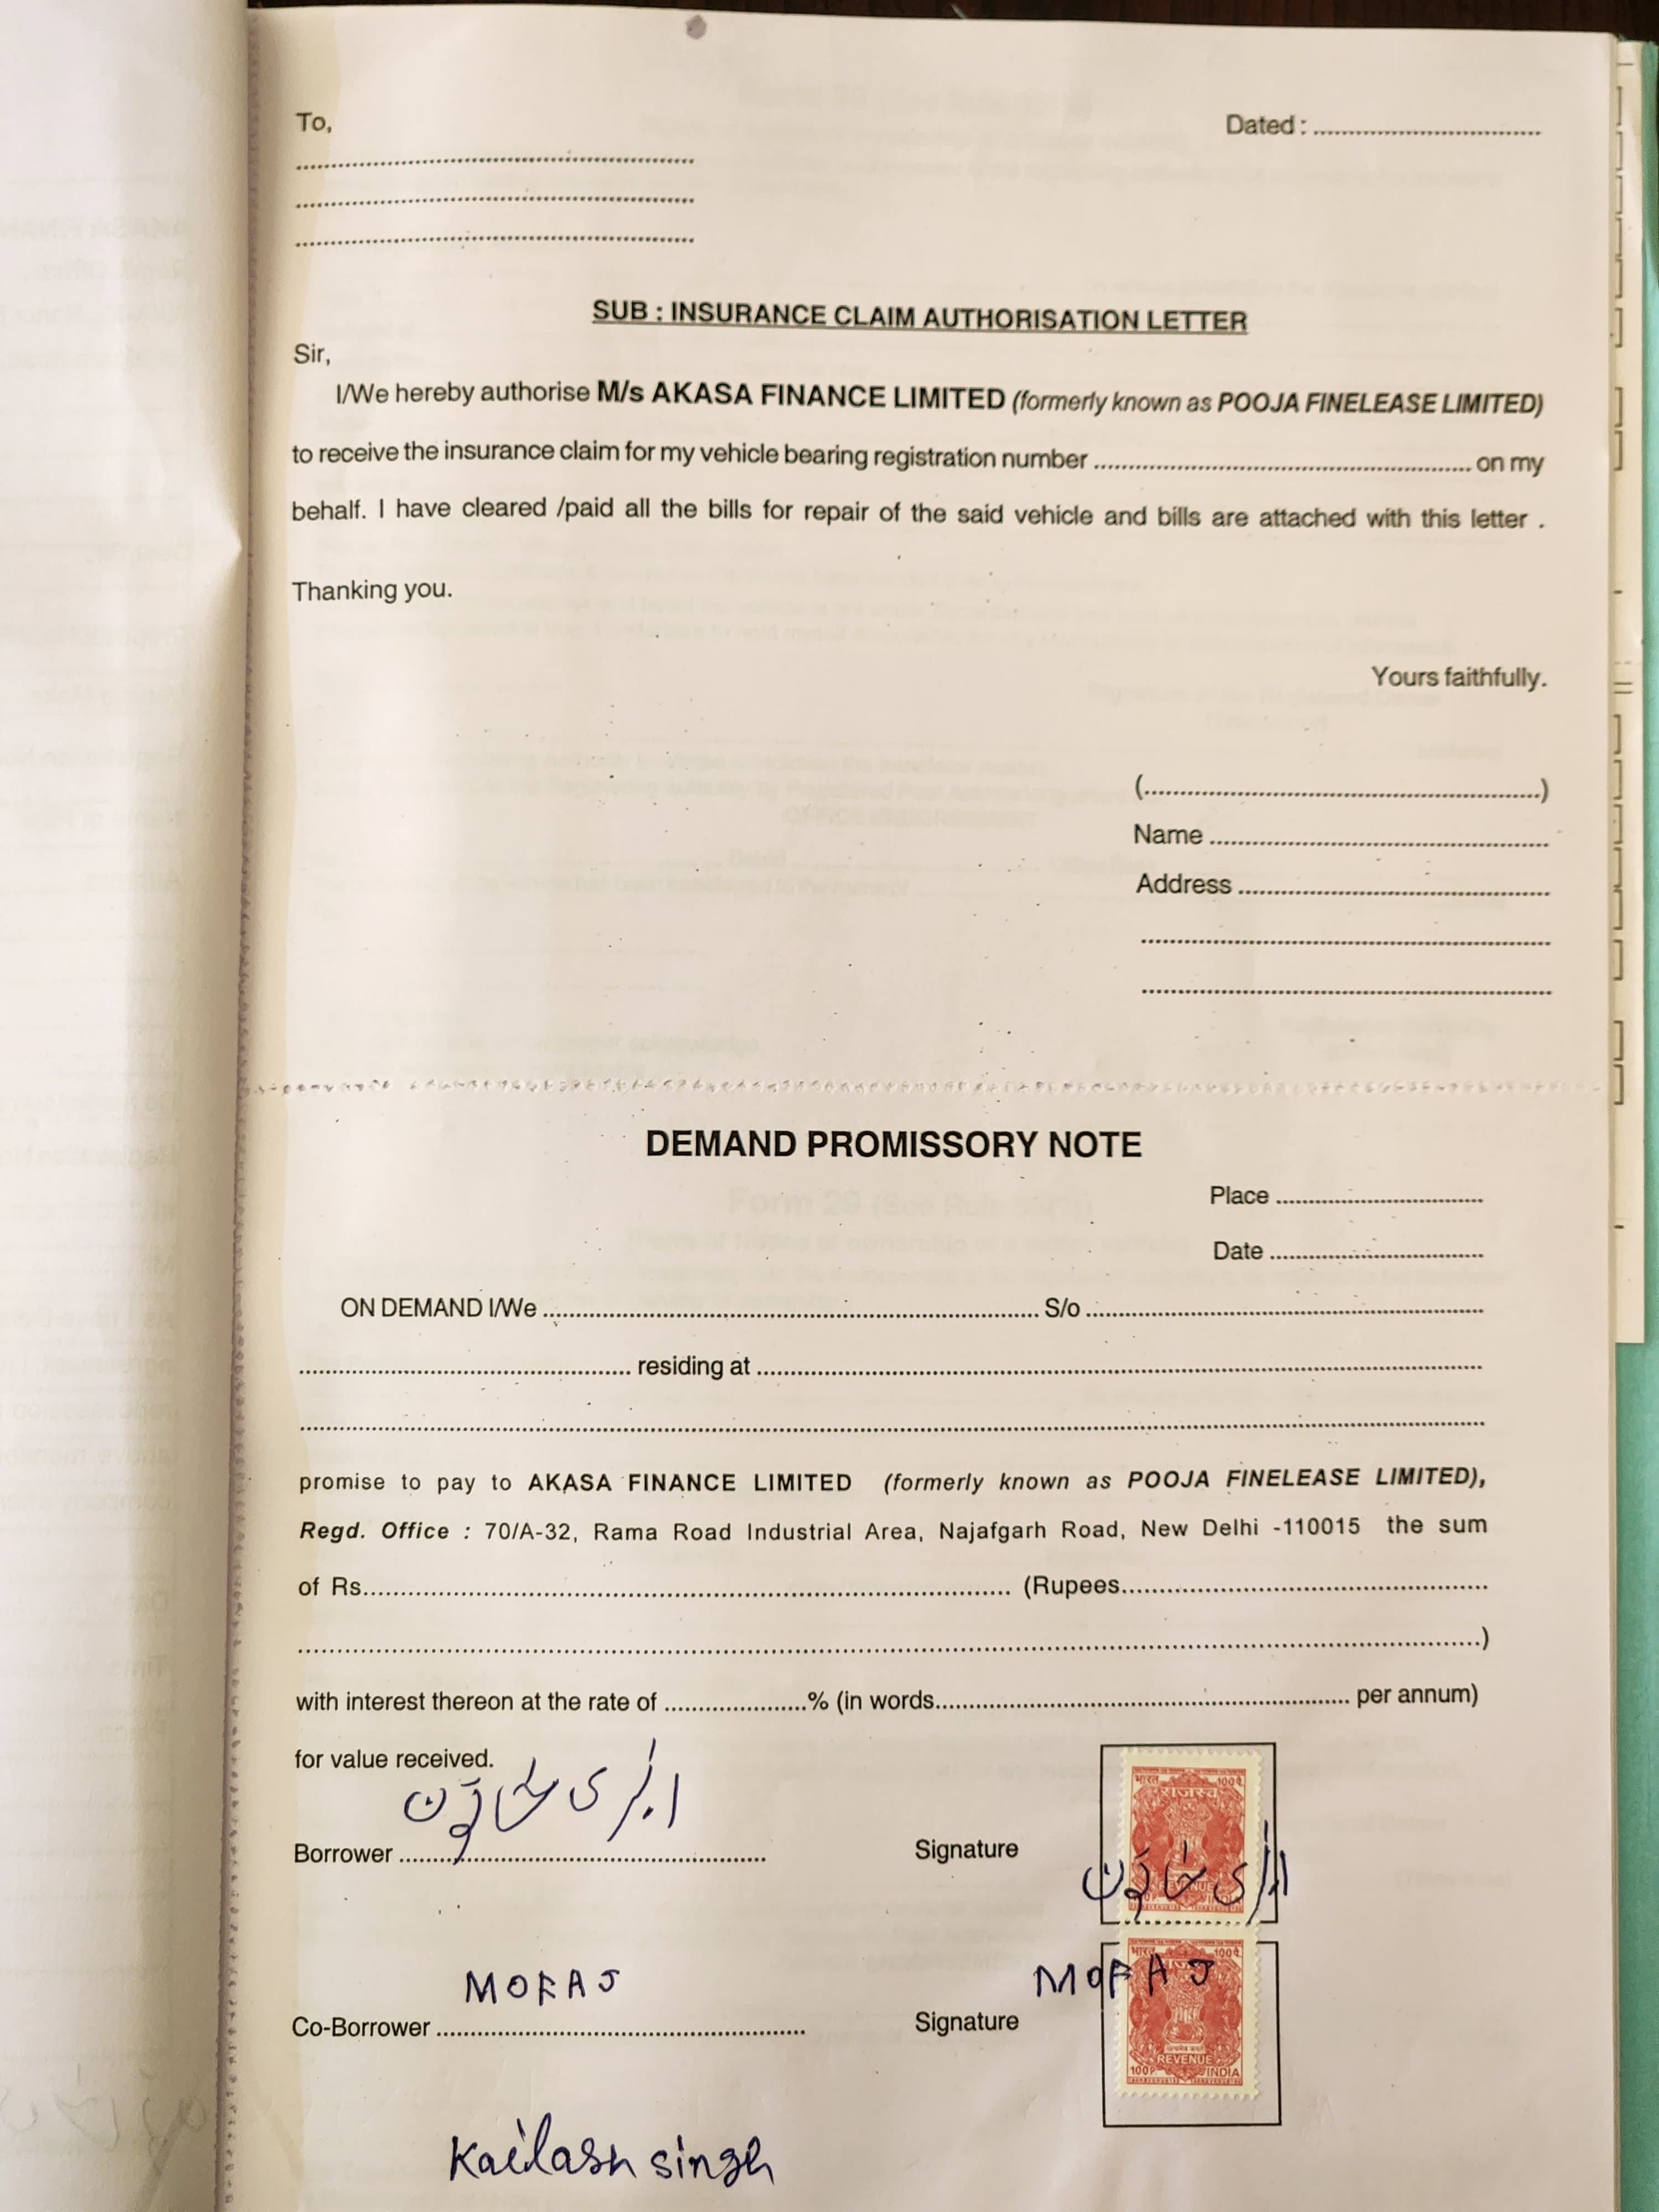 To,
Dated : ................................
................................................
................................................
................................................
SUB : INSURANCE CLAIM AUTHORISATION LETTER
Sir,
I/We hereby authorise M/s AKASA FINANCE LIMITED (formerly known as POOJA FINELEASE LIMITED)
to receive the insurance claim for my vehicle bearing registration number ................................ on my
behalf. I have cleared /paid all the bills for repair of the said vehicle and bills are attached with this letter .
Thanking you.
Yours faithfully.
(................................)
Name ................................
Address ................................
................................
................................
DEMAND PROMISSORY NOTE
Place ................................
Date ................................
ON DEMAND I/We ................................ S/o ................................
................................ residing at ................................
................................
promise to pay to AKASA FINANCE LIMITED (formerly known as POOJA FINELEASE LIMITED),
Regd. Office : 70/A-32, Rama Road Industrial Area, Najafgarh Road, New Delhi -110015 the sum
of Rs................................ (Rupees................................
................................)
with interest thereon at the rate of ....................% (in words................................ per annum)
for value received.
Borrower ................................ Signature
भारत 100 P.
राजस्व
REVENUE
INDIA
MOFAJ
Co-Borrower ................................ Signature
MOFAJ
भारत 100 P.
REVENUE
100 P. INDIA
Kailash singh